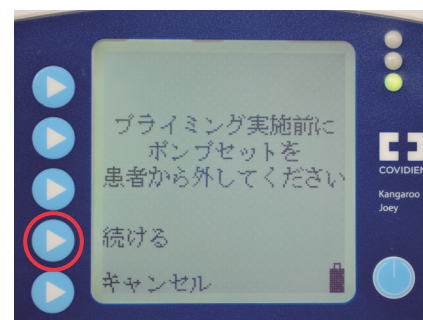 プライミング実施前に
ポンプセットを
患者から外してください
続ける
キャンセル
COVIDIEN
Kangaroo
Joey